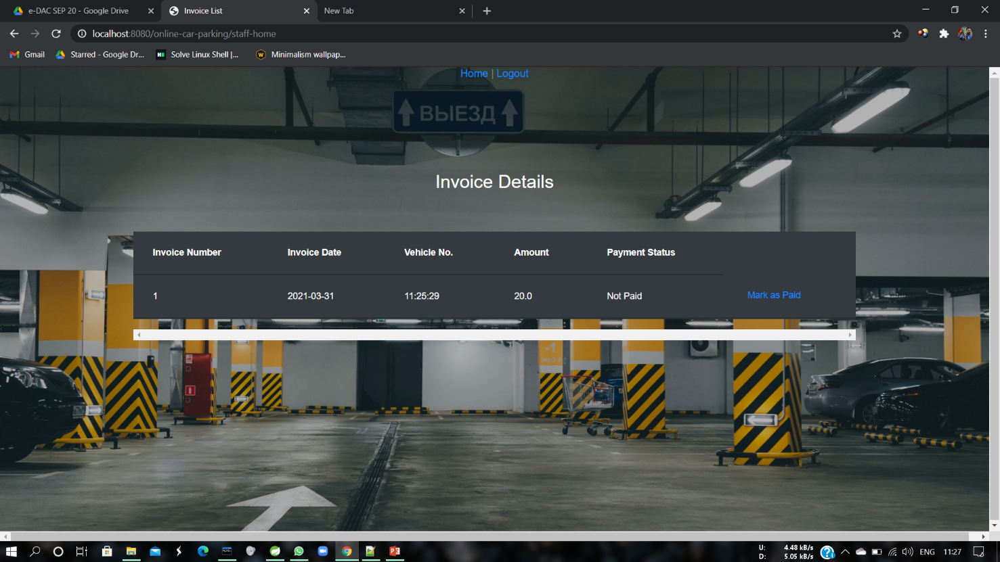 e-DAC SEP 20 - Google Drive
Invoice List
New Tab
localhost:8080/online-car-parking/staff-home
Gmail
Starred - Google Dr...
Solve Linux Shell |...
Minimalism wallpap...
Home | Logout
ВЫЕЗД
Invoice Details
Invoice Number Invoice Date Vehicle No. Amount Payment Status
1 2021-03-31 11:25:29 20.0 Not Paid Mark as Paid
-1
U: 4.48 kB/s
D: 5.05 kB/s
ENG
11:27